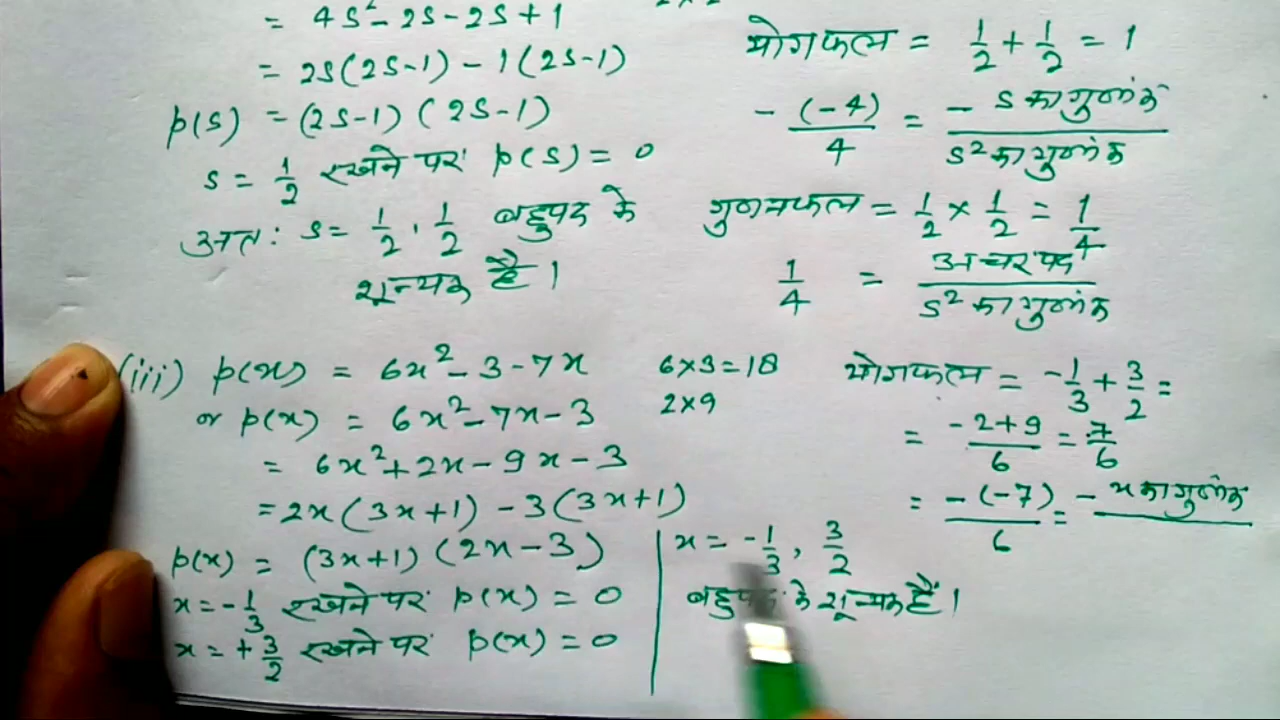 = 4s² - 2s - 2s + 1
= 2s(2s-1) - 1(2s-1)
p(s) = (2s-1)(2s-1)
s = 1/2 रखने पर p(s) = 0
अतः s = 1/2, 1/2 बहुपद के
शून्यक है।
योगफल = 1/2 + 1/2 = 1
-(-4)/4 = - s का गुणांक / s² का गुणांक
गुणनफल = 1/2 × 1/2 = 1/4
1/4 = अचर पद / s² का गुणांक
(iii) p(x) = 6x² - 3 - 7x
or p(x) = 6x² - 7x - 3
= 6x² + 2x - 9x - 3
= 2x(3x+1) - 3(3x+1)
p(x) = (3x+1)(2x-3)
x = -1/3 रखने पर p(x) = 0
x = +3/2 रखने पर p(x) = 0
6×3=18
2×9
x = -1/3, 3/2
के शून्यक हैं।
योगफल = -1/3 + 3/2 =
= -2+9/6 = 7/6
= -(-7)/6 = - x का गुणांक